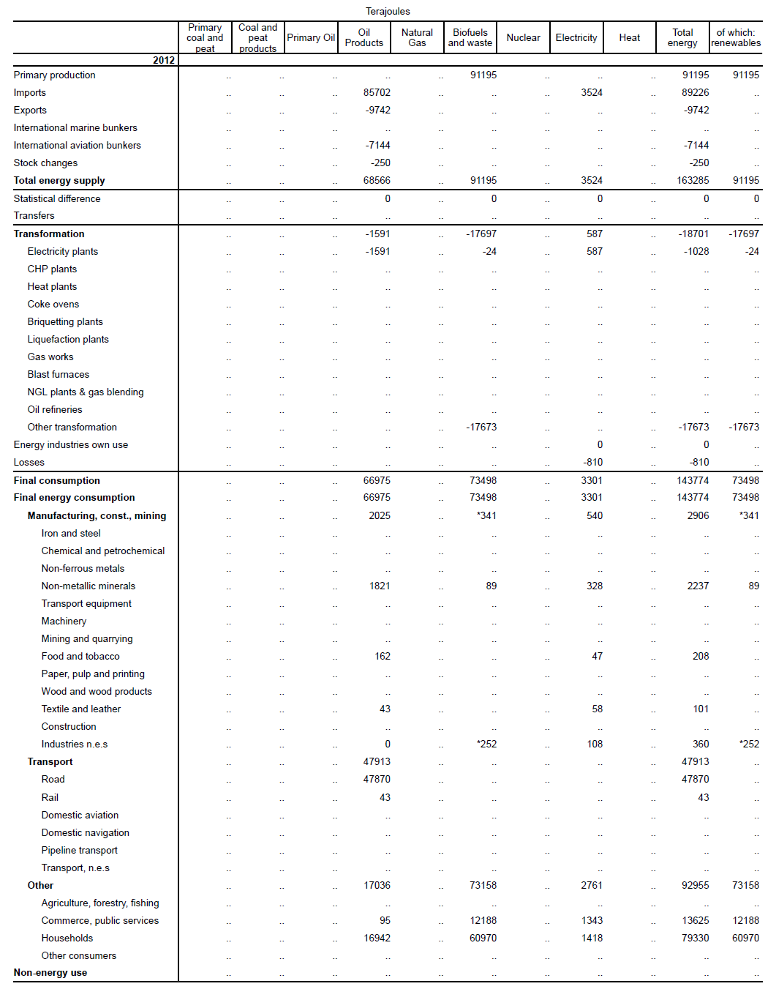 Terajoules
Primary coal and peat Coal and peat products Primary Oil Oil Products Natural Gas Biofuels and waste Nuclear Electricity Heat Total energy of which: renewables
2012
Primary production .. .. .. .. .. 91195 .. .. .. 91195 91195
Imports .. .. .. 85702 .. .. .. 3524 .. 89226 ..
Exports .. .. .. -9742 .. .. .. .. .. -9742 ..
International marine bunkers .. .. .. .. .. .. .. .. .. .. ..
International aviation bunkers .. .. .. -7144 .. .. .. .. .. -7144 ..
Stock changes .. .. .. -250 .. .. .. .. .. -250 ..
Total energy supply .. .. .. 68566 .. 91195 .. 3524 .. 163285 91195
Statistical difference .. .. .. 0 .. 0 .. 0 .. 0 0
Transfers .. .. .. .. .. .. .. .. .. .. ..
Transformation .. .. .. -1591 .. -17697 .. 587 .. -18701 -17697
Electricity plants .. .. .. -1591 .. -24 .. 587 .. -1028 -24
CHP plants .. .. .. .. .. .. .. .. .. .. ..
Heat plants .. .. .. .. .. .. .. .. .. .. ..
Coke ovens .. .. .. .. .. .. .. .. .. .. ..
Briquetting plants .. .. .. .. .. .. .. .. .. .. ..
Liquefaction plants .. .. .. .. .. .. .. .. .. .. ..
Gas works .. .. .. .. .. .. .. .. .. .. ..
Blast furnaces .. .. .. .. .. .. .. .. .. .. ..
NGL plants & gas blending .. .. .. .. .. .. .. .. .. .. ..
Oil refineries .. .. .. .. .. .. .. .. .. .. ..
Other transformation .. .. .. .. .. -17673 .. .. .. -17673 -17673
Energy industries own use .. .. .. .. .. .. .. 0 .. 0 ..
Losses .. .. .. .. .. .. .. -810 .. -810 ..
Final consumption .. .. .. 66975 .. 73498 .. 3301 .. 143774 73498
Final energy consumption .. .. .. 66975 .. 73498 .. 3301 .. 143774 73498
Manufacturing, const., mining .. .. .. 2025 .. *341 .. 540 .. 2906 *341
Iron and steel .. .. .. .. .. .. .. .. .. .. ..
Chemical and petrochemical .. .. .. .. .. .. .. .. .. .. ..
Non-ferrous metals .. .. .. .. .. .. .. .. .. .. ..
Non-metallic minerals .. .. .. 1821 .. 89 .. 328 .. 2237 89
Transport equipment .. .. .. .. .. .. .. .. .. .. ..
Machinery .. .. .. .. .. .. .. .. .. .. ..
Mining and quarrying .. .. .. .. .. .. .. .. .. .. ..
Food and tobacco .. .. .. 162 .. .. .. 47 .. 208 ..
Paper, pulp and printing .. .. .. .. .. .. .. .. .. .. ..
Wood and wood products .. .. .. .. .. .. .. .. .. .. ..
Textile and leather .. .. .. 43 .. .. .. 58 .. 101 ..
Construction .. .. .. .. .. .. .. .. .. .. ..
Industries n.e.s .. .. .. 0 .. *252 .. 108 .. 360 *252
Transport .. .. .. 47913 .. .. .. .. .. 47913 ..
Road .. .. .. 47870 .. .. .. .. .. 47870 ..
Rail .. .. .. 43 .. .. .. .. .. 43 ..
Domestic aviation .. .. .. .. .. .. .. .. .. .. ..
Domestic navigation .. .. .. .. .. .. .. .. .. .. ..
Pipeline transport .. .. .. .. .. .. .. .. .. .. ..
Transport, n.e.s .. .. .. .. .. .. .. .. .. .. ..
Other .. .. .. 17036 .. 73158 .. 2761 .. 92955 73158
Agriculture, forestry, fishing .. .. .. .. .. .. .. .. .. .. ..
Commerce, public services .. .. .. 95 .. 12188 .. 1343 .. 13625 12188
Households .. .. .. 16942 .. 60970 .. 1418 .. 79330 60970
Other consumers .. .. .. .. .. .. .. .. .. .. ..
Non-energy use .. .. .. .. .. .. .. .. .. .. ..